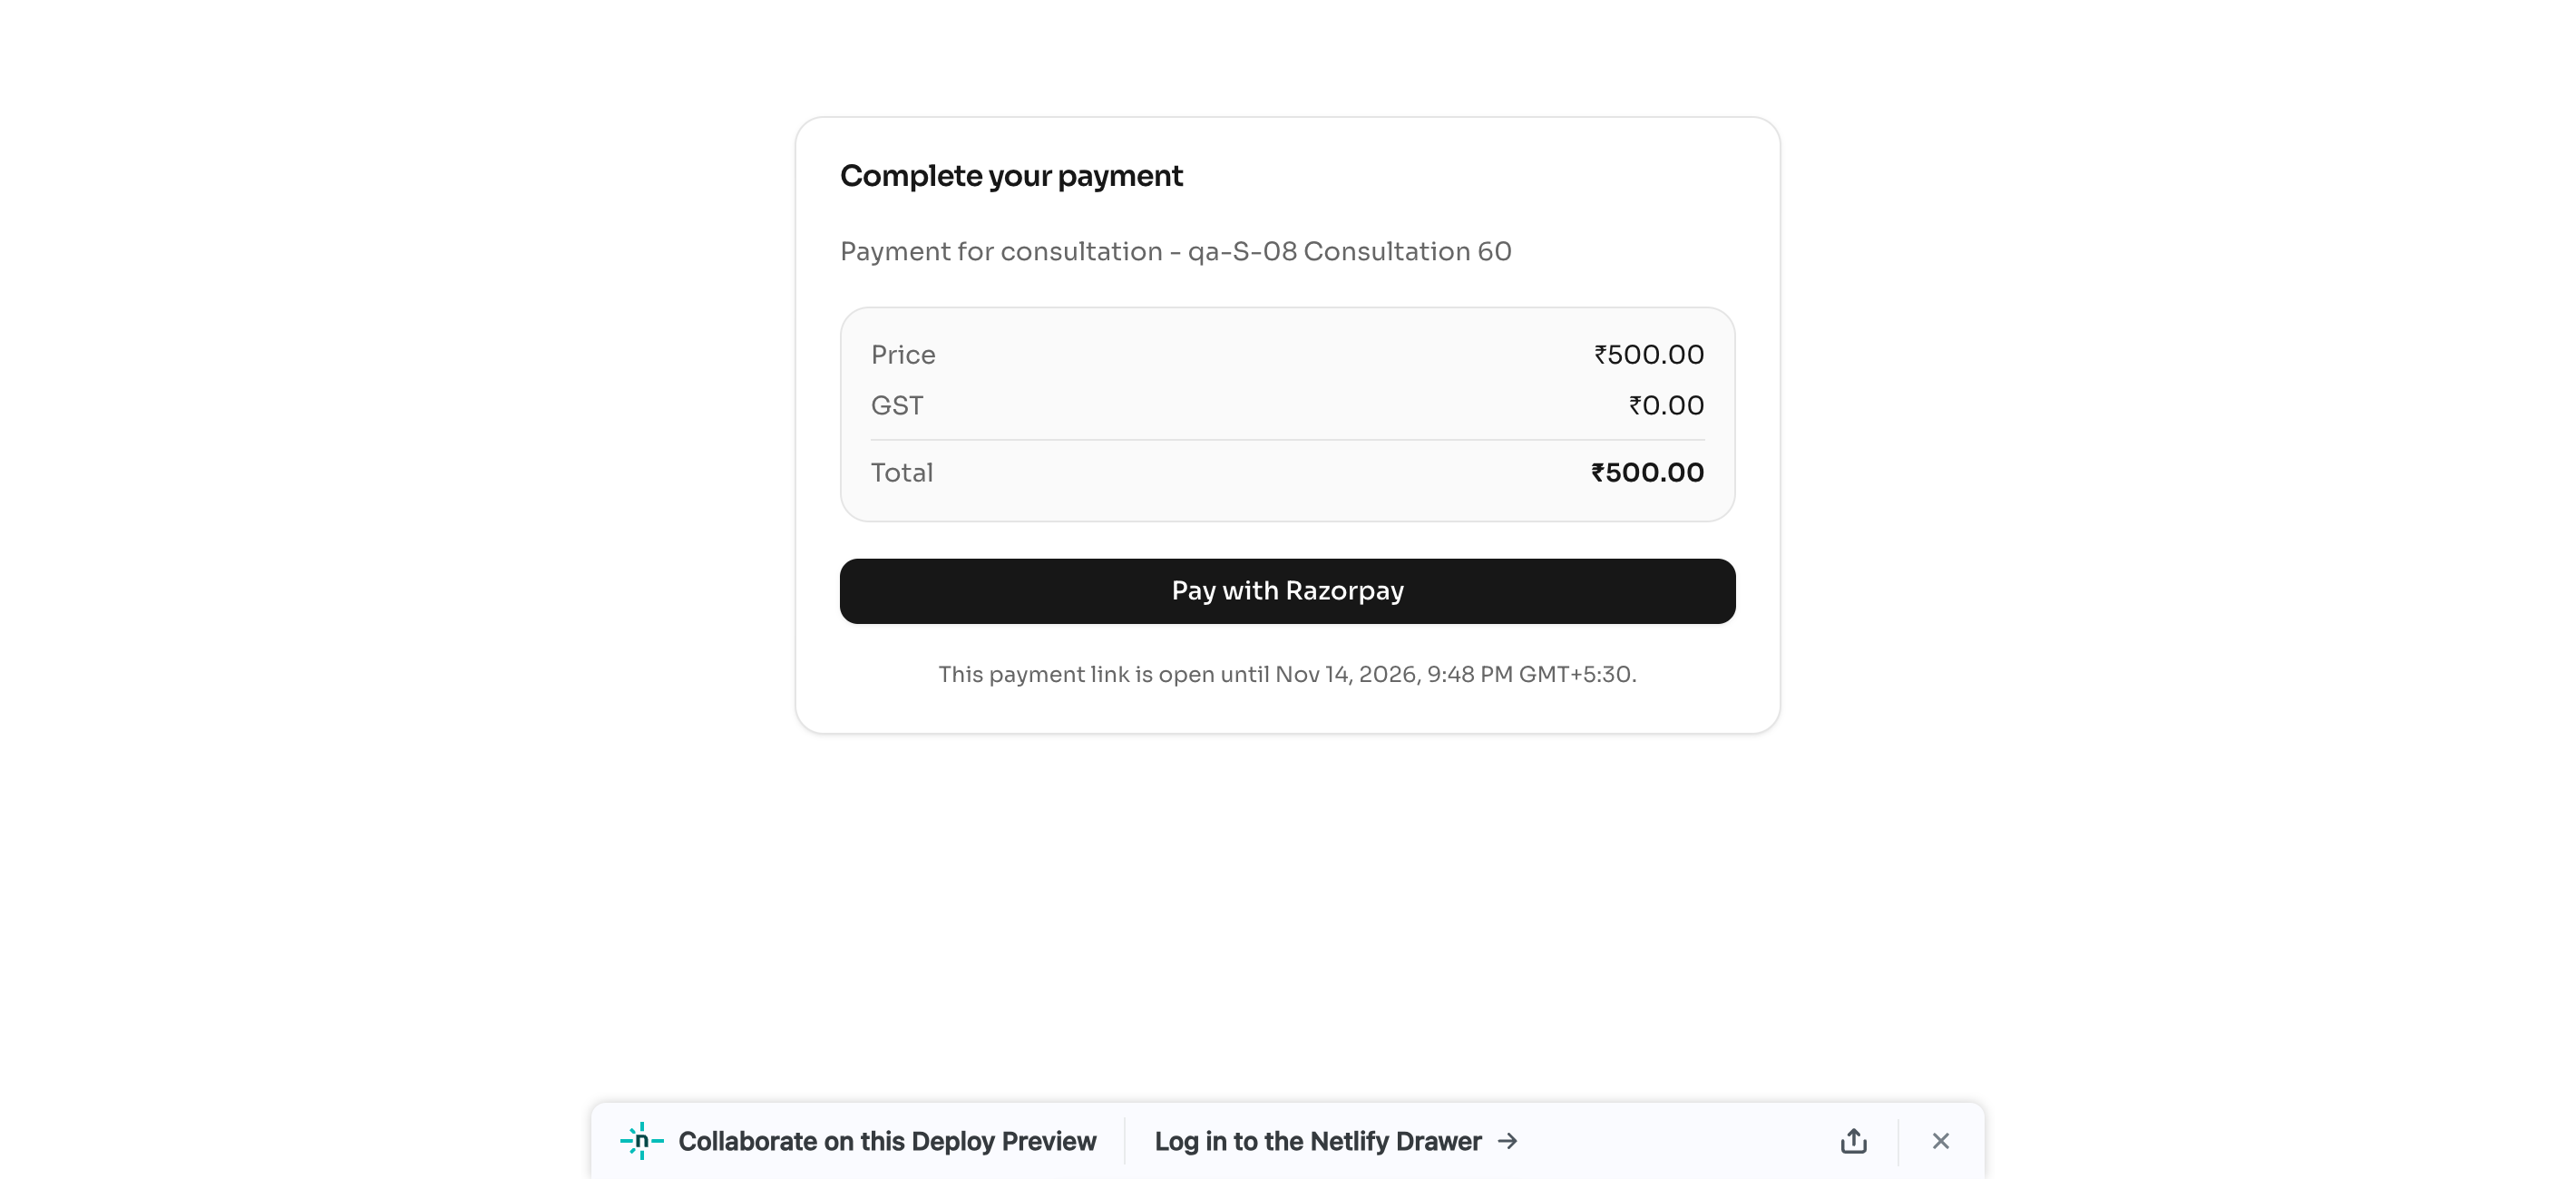 Complete your payment
Payment for consultation - qa-S-08 Consultation 60
Price ₹500.00
GST ₹0.00
Total ₹500.00
Pay with Razorpay
This payment link is open until Nov 14, 2026, 9:48 PM GMT+5:30.
n Collaborate on this Deploy Preview Log in to the Netlify Drawer →